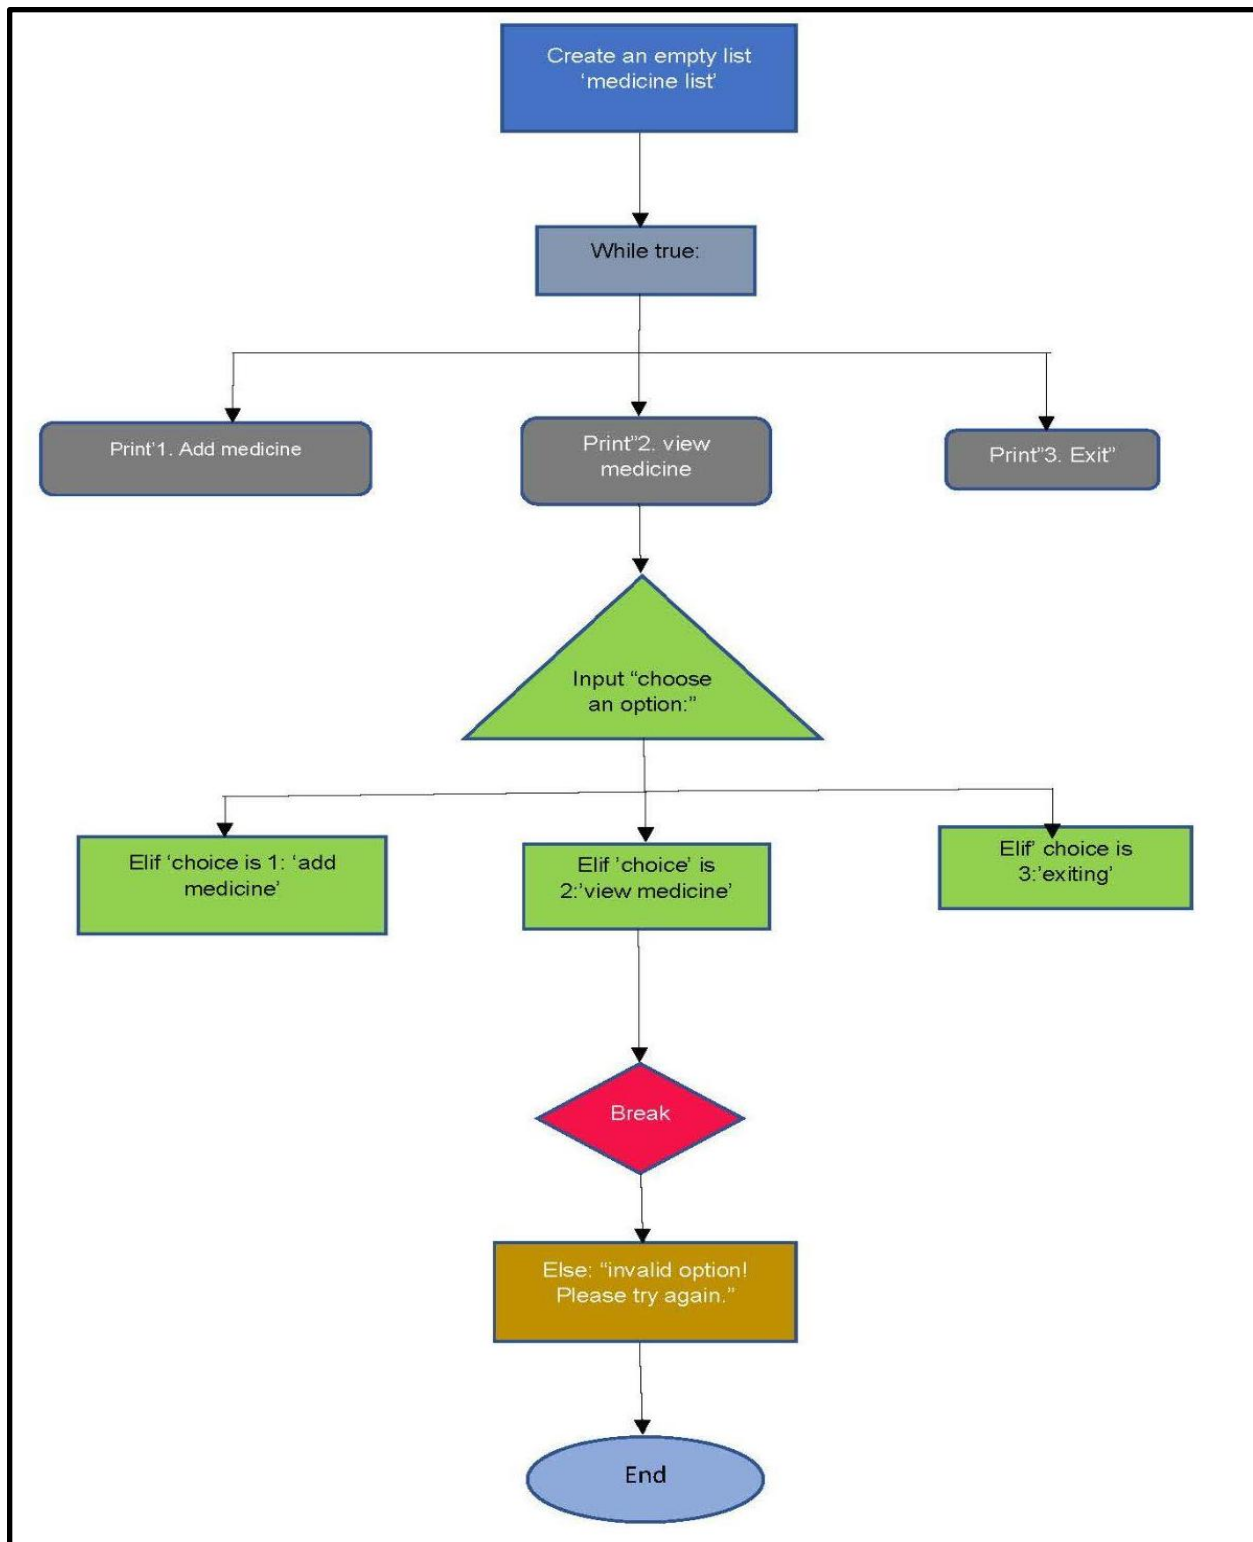 Create an empty list
‘medicine list’
While true:
Print’1. Add medicine
Print”2. view
medicine
Print”3. Exit”
Input “choose
an option:”
Elif ‘choice is 1: ‘add
medicine’
Elif ’choice’ is
2:’view medicine’
Elif’ choice is
3:’exiting’
Break
Else: “invalid option!
Please try again.”
End